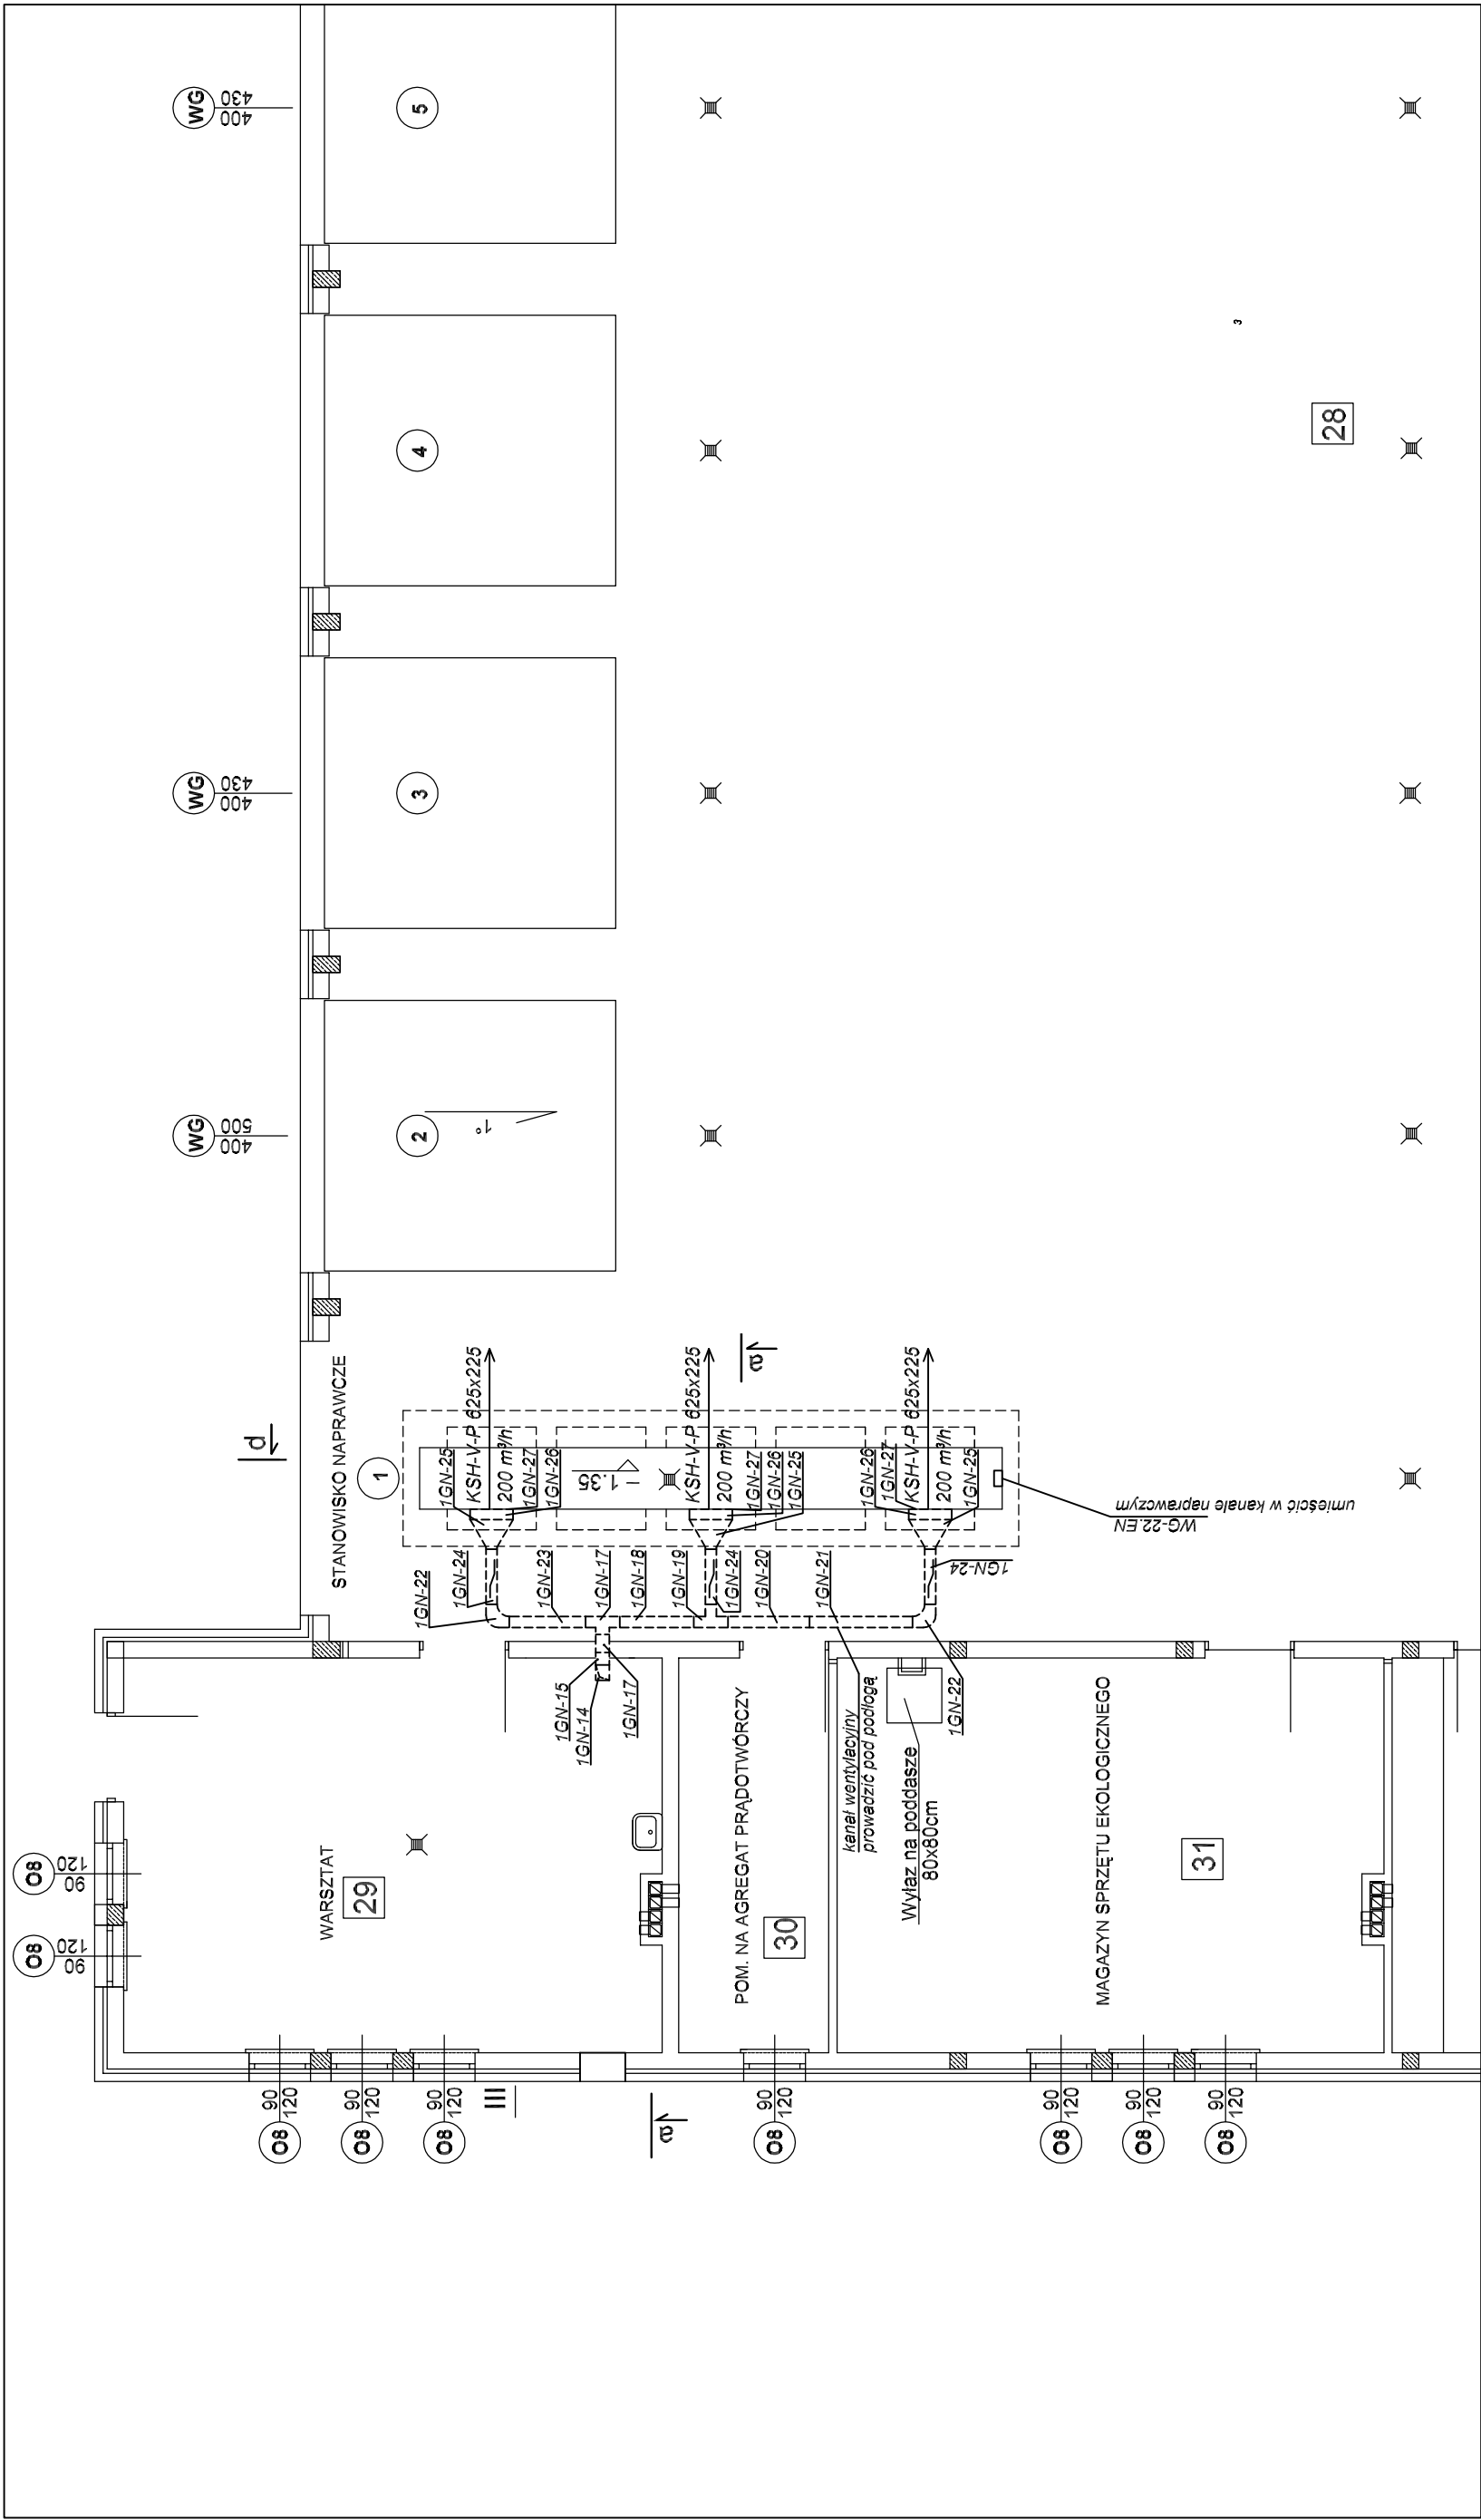 WG
400
430
WG
400
430
WG
400
500
5
4
3
2
1°
3
28
STANOWISKO NAPRAWCZE
1
d
a
KSH-V-P 625x225
200 m³/h
KSH-V-P 625x225
200 m³/h
KSH-V-P 625x225
200 m³/h
1GN-25
1GN-27
1GN-26
- 1.35
1GN-27
1GN-26
1GN-25
1GN-26
1GN-27
1GN-25
WG-22.EN
umieścić w kanale naprawczym
1GN-22
1GN-24
1GN-23
1GN-17
1GN-18
1GN-19
1GN-24
1GN-20
1GN-21
1GN-24
1GN-15
1GN-14
1GN-17
1GN-22
kanał wentylacyjny
prowadzić pod podłogą
Wyłaz na poddasze
80x80cm
WARSZTAT
29
POM. NA AGREGAT PRĄDOTWÓRCZY
30
MAGAZYN SPRZĘTU EKOLOGICZNEGO
31
O8
90
120
O8
90
120
O8
90
120
O8
90
120
O8
90
120
III
a
O8
90
120
O8
90
120
O8
90
120
O8
90
120